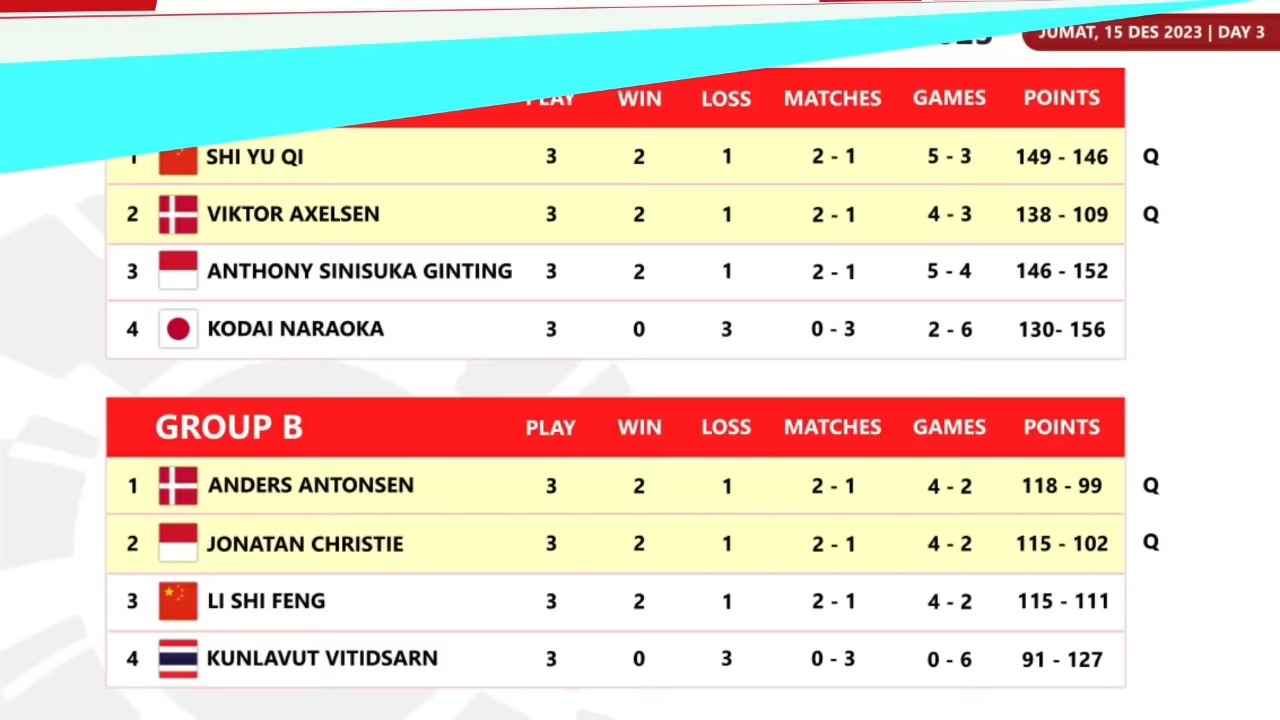 JUMAT, 15 DES 2023 | DAY 3
PLAY WIN LOSS MATCHES GAMES POINTS
1 SHI YU QI 3 2 1 2 - 1 5 - 3 149 - 146 Q
2 VIKTOR AXELSEN 3 2 1 2 - 1 4 - 3 138 - 109 Q
3 ANTHONY SINISUKA GINTING 3 2 1 2 - 1 5 - 4 146 - 152
4 KODAI NARAOKA 3 0 3 0 - 3 2 - 6 130- 156
GROUP B PLAY WIN LOSS MATCHES GAMES POINTS
1 ANDERS ANTONSEN 3 2 1 2 - 1 4 - 2 118 - 99 Q
2 JONATAN CHRISTIE 3 2 1 2 - 1 4 - 2 115 - 102 Q
3 LI SHI FENG 3 2 1 2 - 1 4 - 2 115 - 111
4 KUNLAVUT VITIDSARN 3 0 3 0 - 3 0 - 6 91 - 127